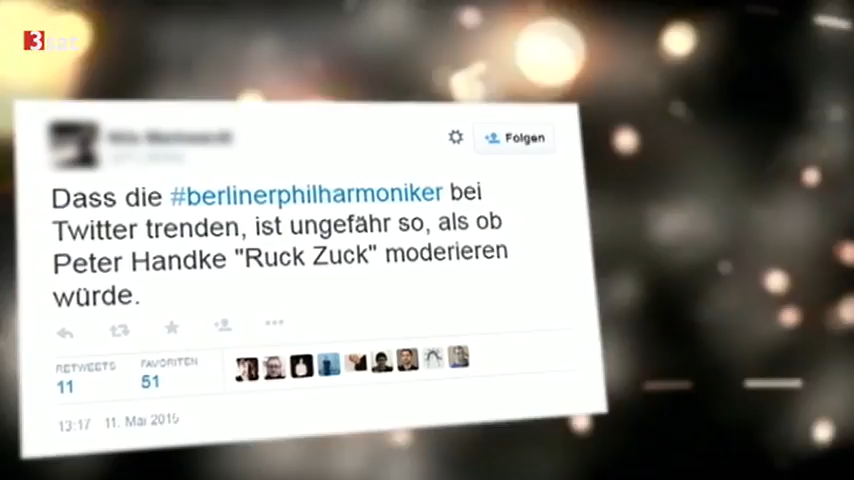 3sat
Folgen
Dass die #berlinerphilharmoniker bei
Twitter trenden, ist ungefähr so, als ob
Peter Handke "Ruck Zuck" moderieren
würde.
RETWEETS FAVORITEN
11 51
13:17 11. Mai 2015